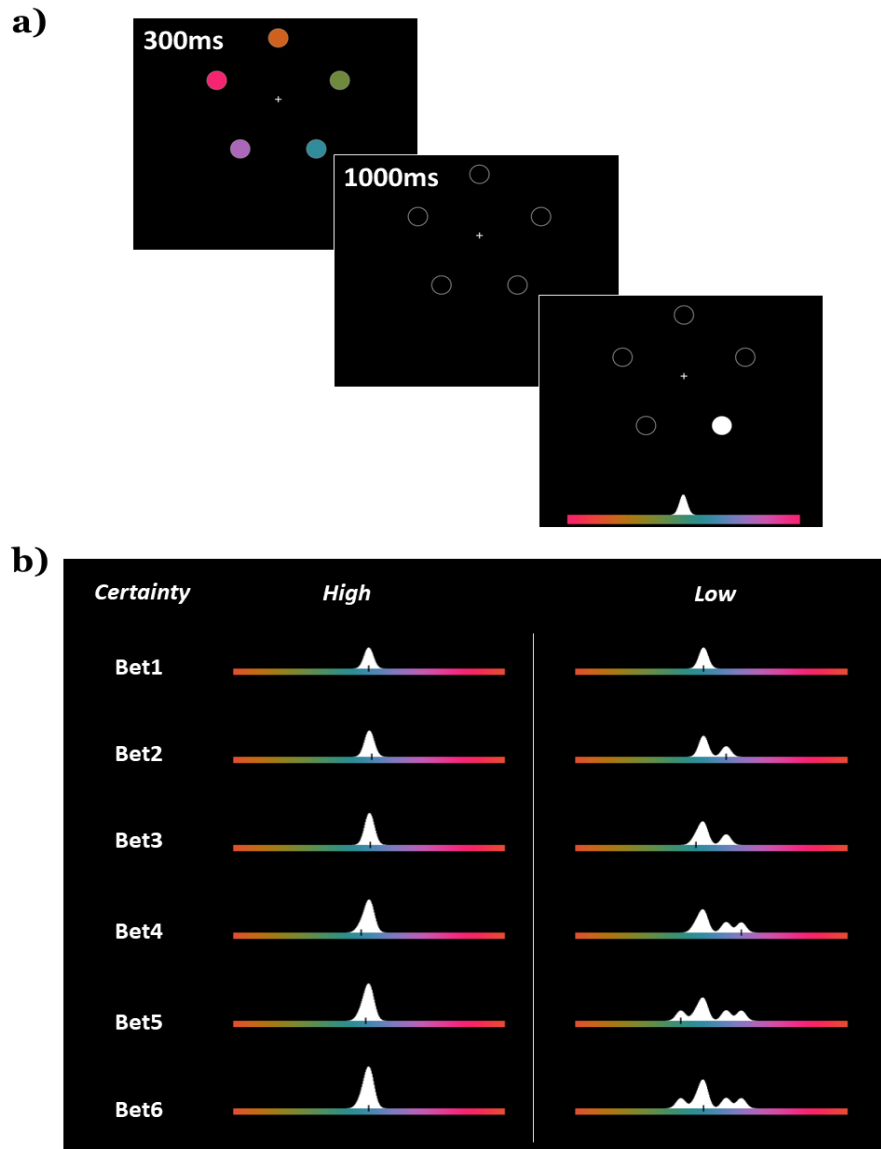 a)
300ms
1000ms
b)
Certainty High Low
Bet1
Bet2
Bet3
Bet4
Bet5
Bet6